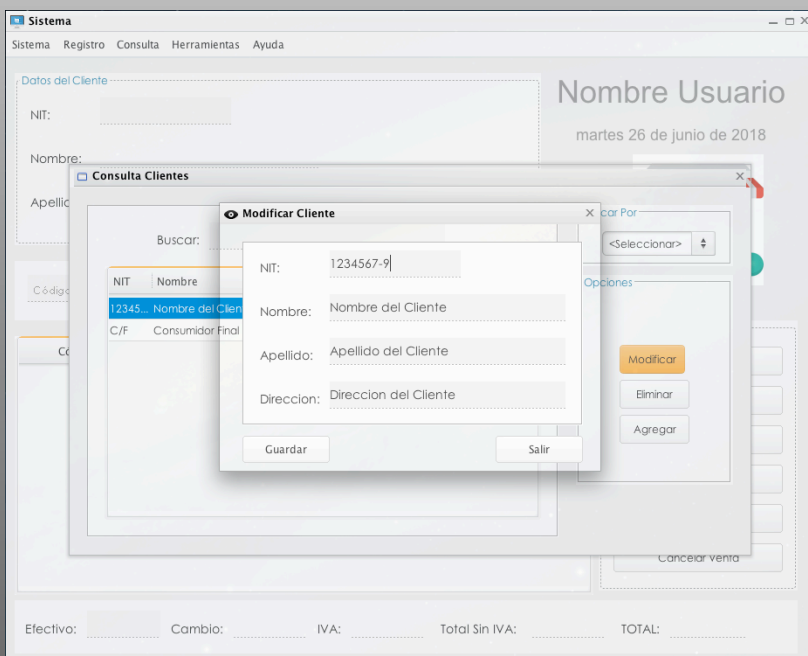 Sistema
Sistema Registro Consulta Herramientas Ayuda
Datos del Cliente
NIT:
Nombre:
Nombre Usuario
martes 26 de junio de 2018
Consulta Clientes
Buscar:
NIT Nombre
12345... Nombre del Clien
C/F Consumidor Final
Modificar Cliente
NIT: 1234567-9
Nombre: Nombre del Cliente
Apellido: Apellido del Cliente
Direccion: Direccion del Cliente
Guardar Salir
car Por
<Seleccionar>
Opciones
Modificar
Eliminar
Agregar
Cancelar Venta
Efectivo: Cambio: IVA: Total Sin IVA: TOTAL: